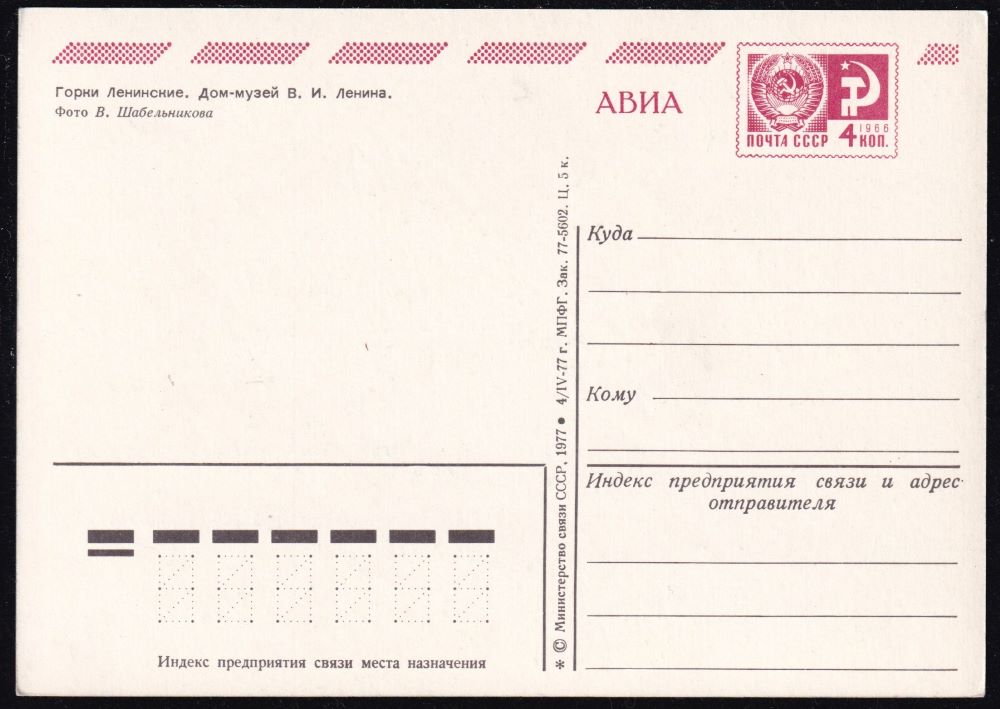 Горки Ленинские. Дом-музей В. И. Ленина.
Фото В. Шабельникова
АВИА
1966
ПОЧТА СССР 4 КОП.
Куда
Кому
Индекс предприятия связи и адрес
отправителя
* © Министерство связи СССР, 1977 ● 4/IV-77 г. МПФГ. Зак. 77-5602. Ц. 5 к.
Индекс предприятия связи места назначения